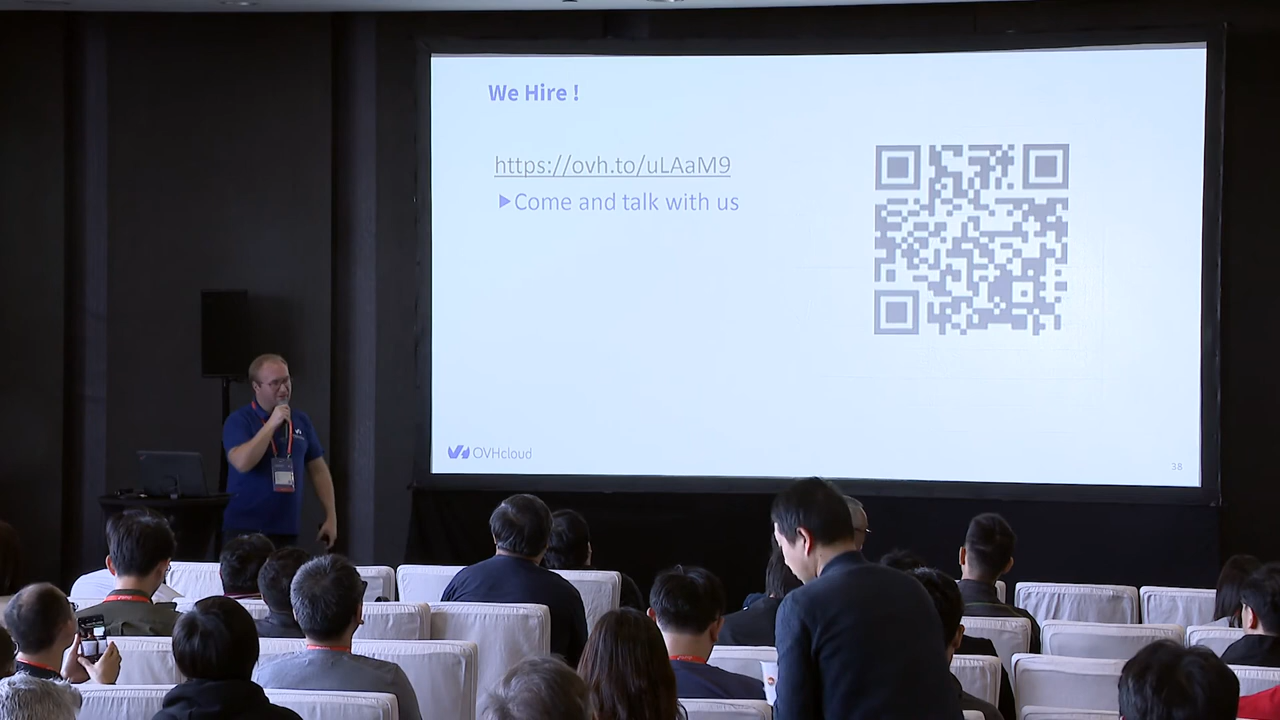 We Hire !
https://ovh.to/uLAaM9
Come and talk with us
OVHcloud
38